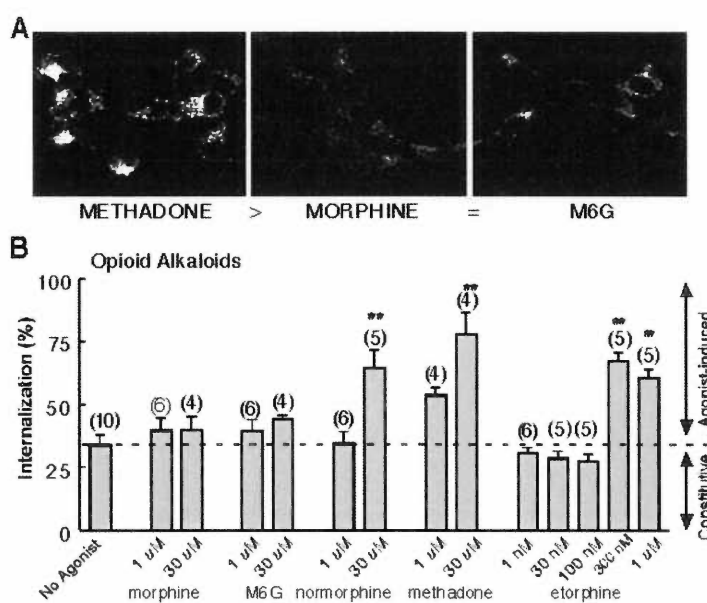 A
METHADONE > MORPHINE = M6G
B
Opioid Alkaloids
Internalization (%)
100
75
50
25
0
(10)
(6)
(4)
(6)
(4)
(6)
**
(5)
(4)
**
(4)
(6)
(5)
(5)
**
(5)
(5)
Agonist-induced
Constitutive
No Agonist
1 uM
30 uM
1 uM
30 uM
1 uM
30 uM
1 uM
30 uM
1 nM
30 nM
100 nM
300 nM
1 uM
morphine M6G normorphine methadone etorphine